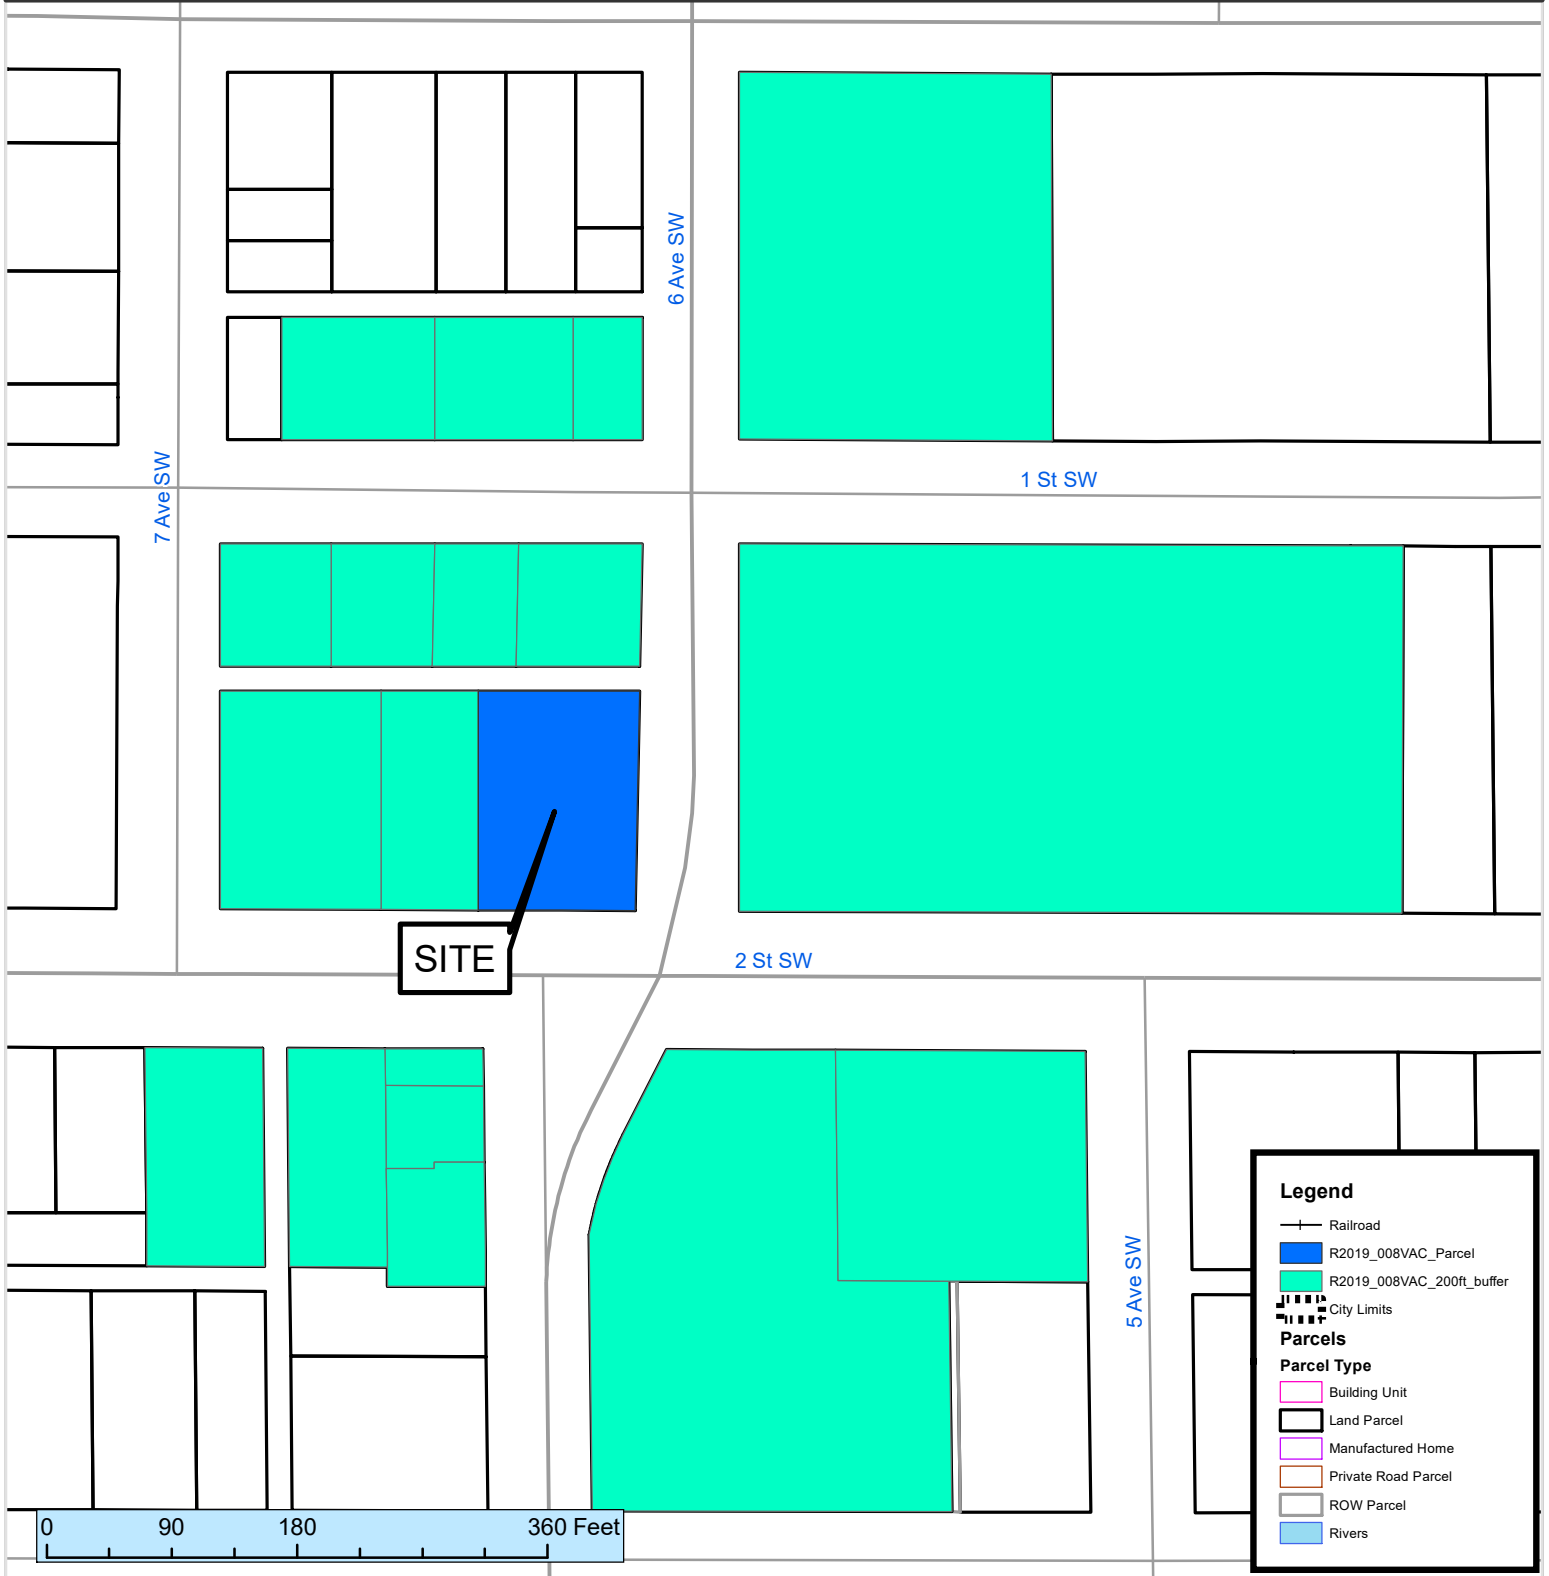 6 Ave SW
7 Ave SW
1 St SW
SITE
2 St SW
5 Ave SW
Legend
Railroad
R2019_008VAC_Parcel
R2019_008VAC_200ft_buffer
City Limits
Parcels
Parcel Type
Building Unit
Land Parcel
Manufactured Home
Private Road Parcel
ROW Parcel
Rivers
0 90 180 360 Feet